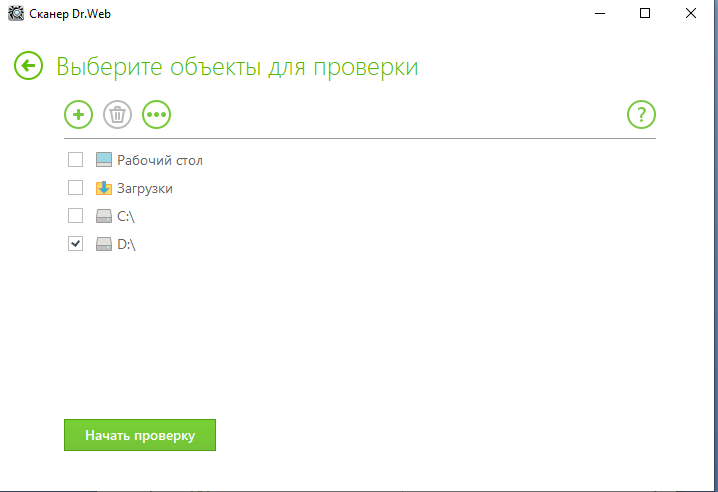 Сканер Dr.Web
Выберите объекты для проверки
Рабочий стол
Загрузки
C:\
D:\
Начать проверку